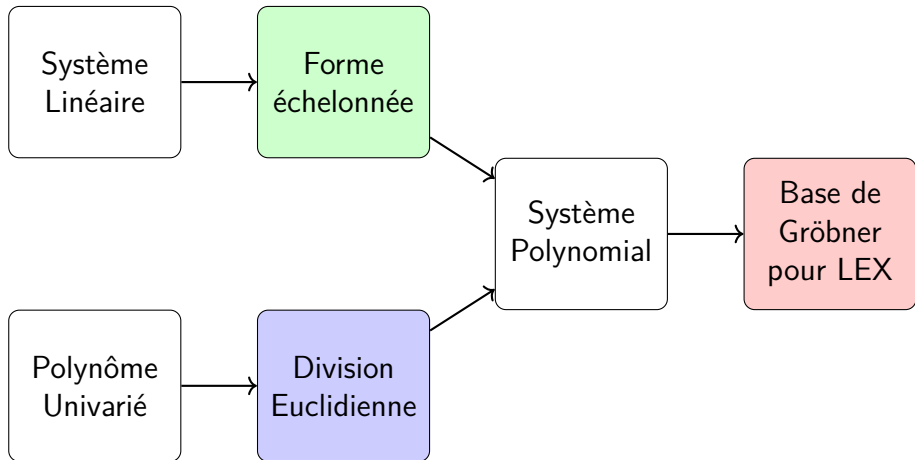 Système
Linéaire
Forme
échelonnée
Système
Polynomial
Base de
Gröbner
pour LEX
Polynôme
Univarié
Division
Euclidienne